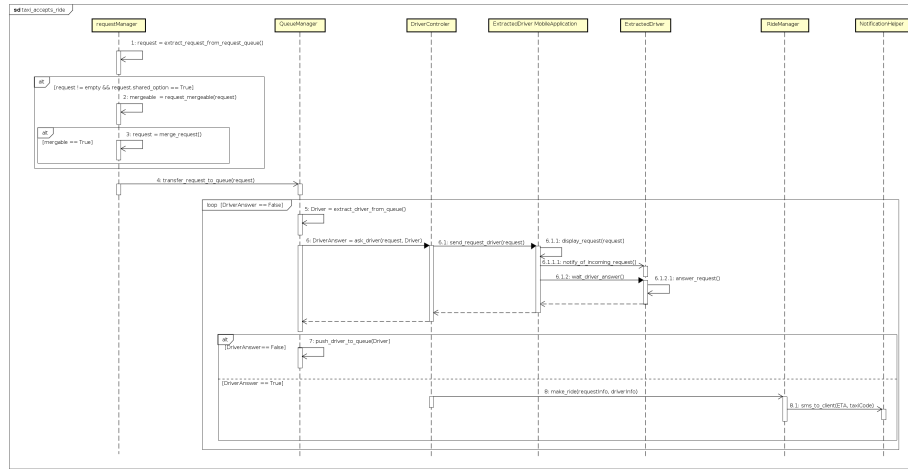 sd taxi_accepts_ride
requestManager
QueueManager
DriverControler
ExtractedDriver MobileApplication
ExtractedDriver
RideManager
NotificationHelper
1: request = extract_request_from_request_queue()
alt
[request != empty && request.shared_option == True]
2: mergeable = request_mergeable(request)
alt
[mergable == True]
3: request = merge_request()
4: transfer_request_to_queue(request)
loop [DriverAnswer == False]
5: Driver = extract_driver_from_queue()
6: DriverAnswer = ask_driver(request, Driver)
6.1: send_request_driver(request)
6.1.1: display_request(request)
6.1.1.1: notify_of_incoming_request()
6.1.2: wait_driver_answer()
6.1.2.1: answer_request()
alt
[DriverAnswer== False]
7: push_driver_to_queue(Driver)
[DriverAnswer == True]
8: make_ride(requestInfo, driverInfo)
8.1: sms_to_client(ETA, taxiCode)